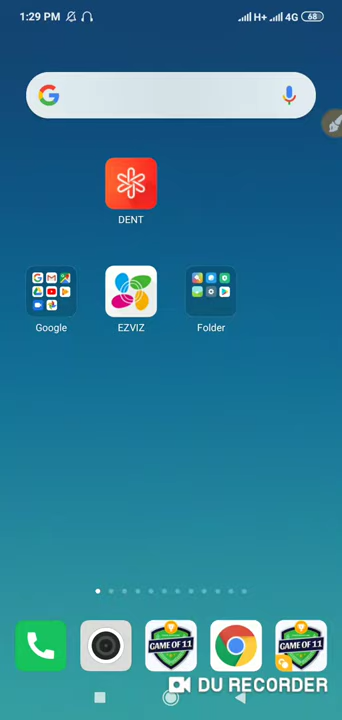 1:29 PM H+ 4G 68
DENT
Google EZVIZ Folder
GAME OF 11 GAME OF 11
DU RECORDER